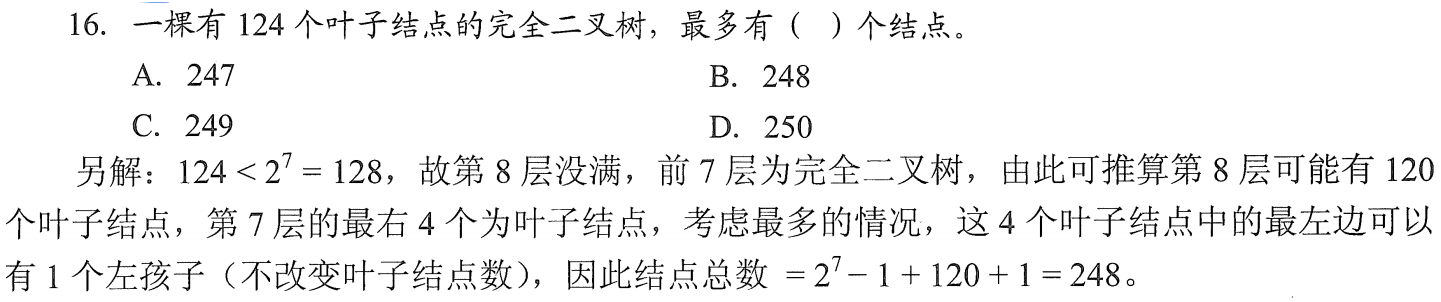 16. 一棵有 124 个叶子结点的完全二叉树，最多有（ ）个结点。
A. 247 B. 248
C. 249 D. 250
另解：124 < 2⁷ = 128，故第 8 层没满，前 7 层为完全二叉树，由此可推算第 8 层可能有 120
个叶子结点，第 7 层的最右 4 个为叶子结点，考虑最多的情况，这 4 个叶子结点中的最左边可以
有 1 个左孩子（不改变叶子结点数），因此结点总数 = 2⁷ − 1 + 120 + 1 = 248。